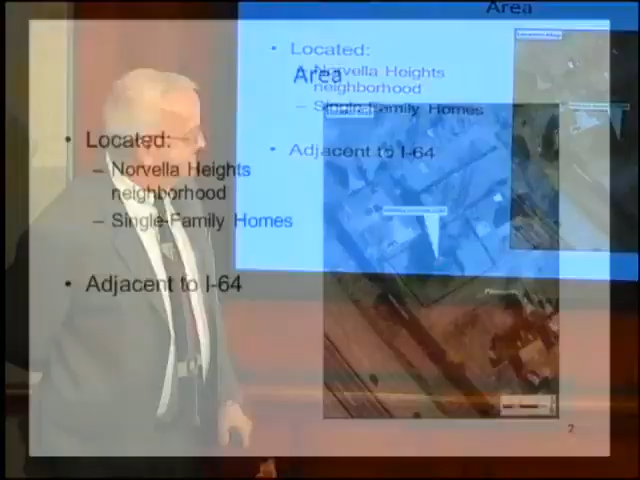 Area
• Located:
– Norvella Heights
neighborhood
– Single-Family Homes
• Adjacent to I-64
Area
• Located:
– Norvella Heights
neighborhood
– Single-Family Homes
• Adjacent to I-64
2